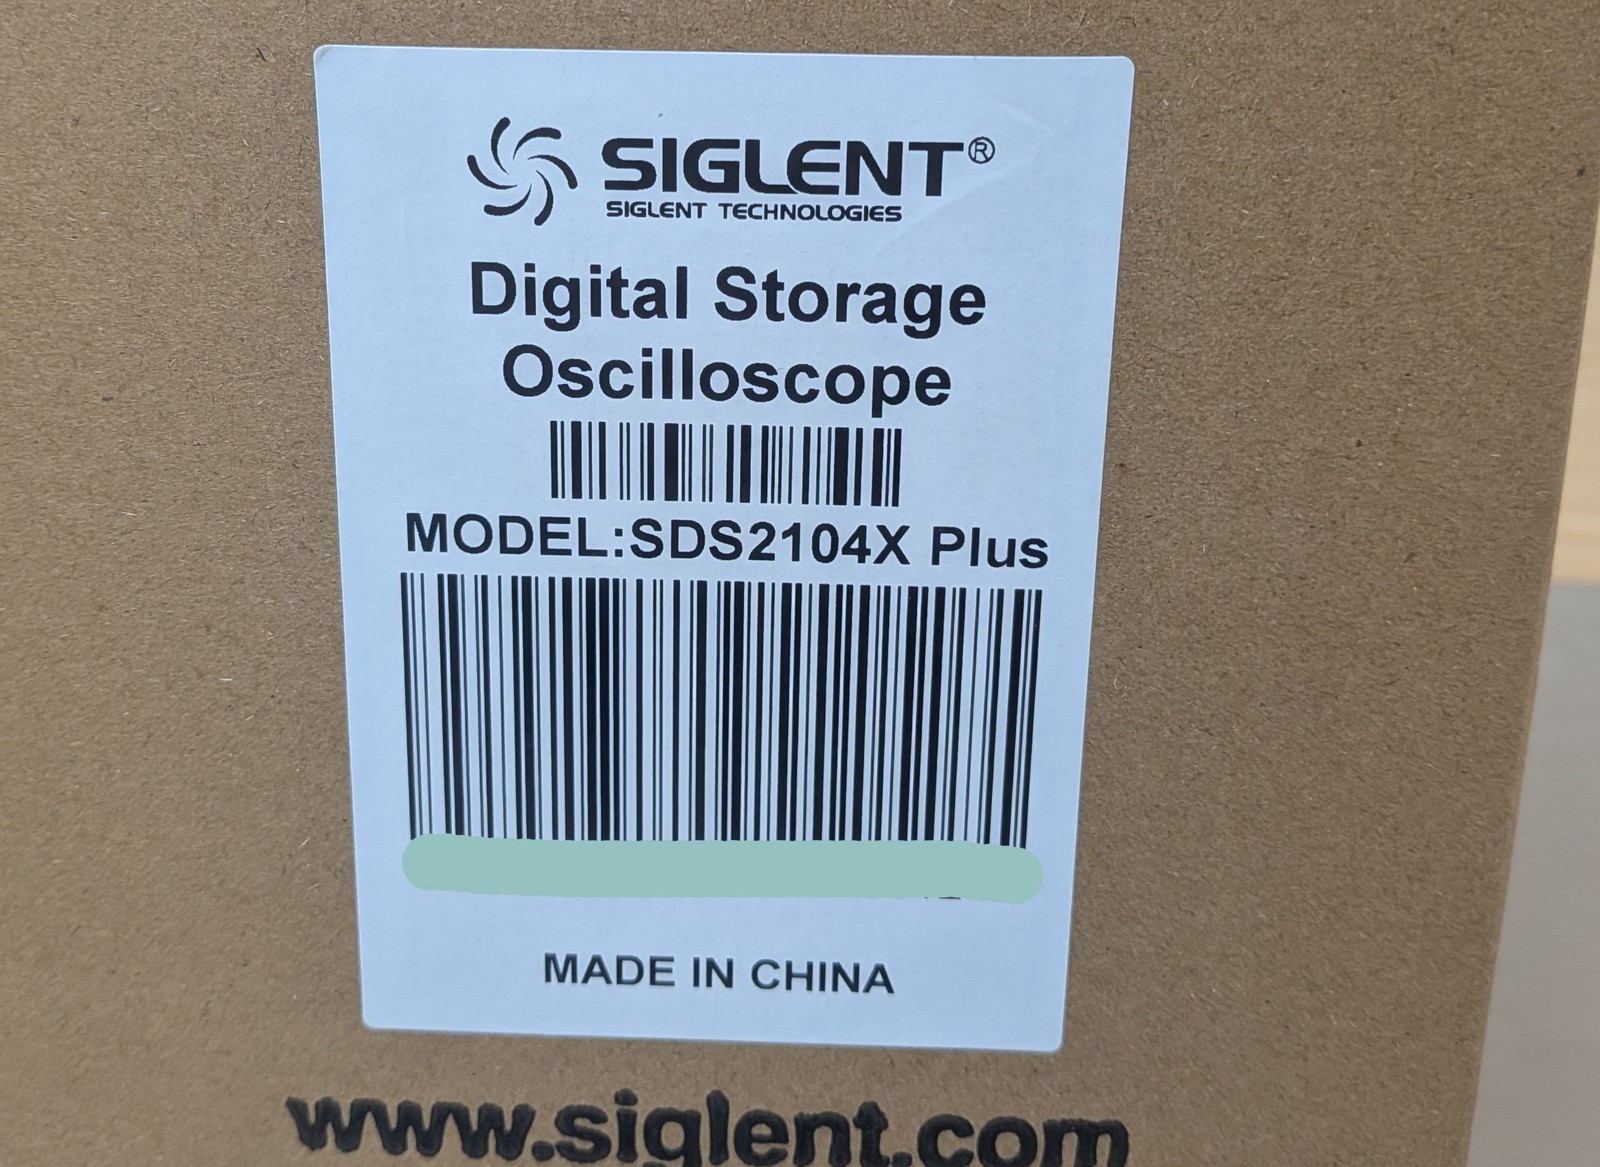 SIGLENT®
SIGLENT TECHNOLOGIES
Digital Storage
Oscilloscope
MODEL:SDS2104X Plus
MADE IN CHINA
www.siglent.com